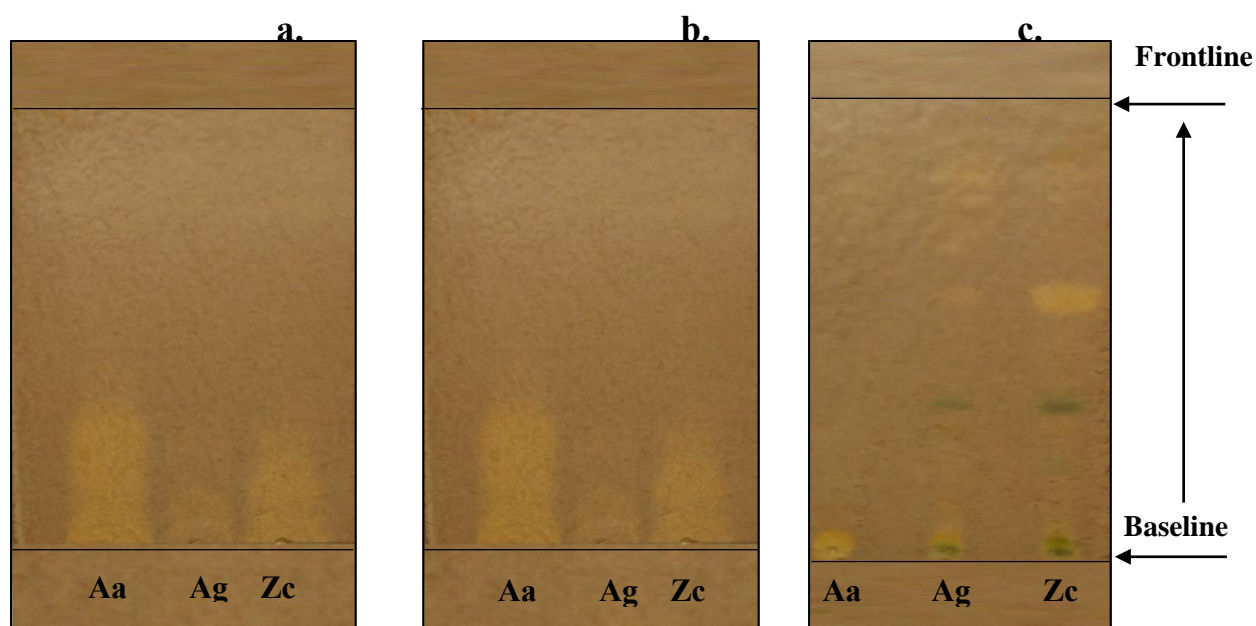 a.
b.
c.
Frontline
Baseline
Aa Ag Zc
Aa Ag Zc
Aa Ag Zc